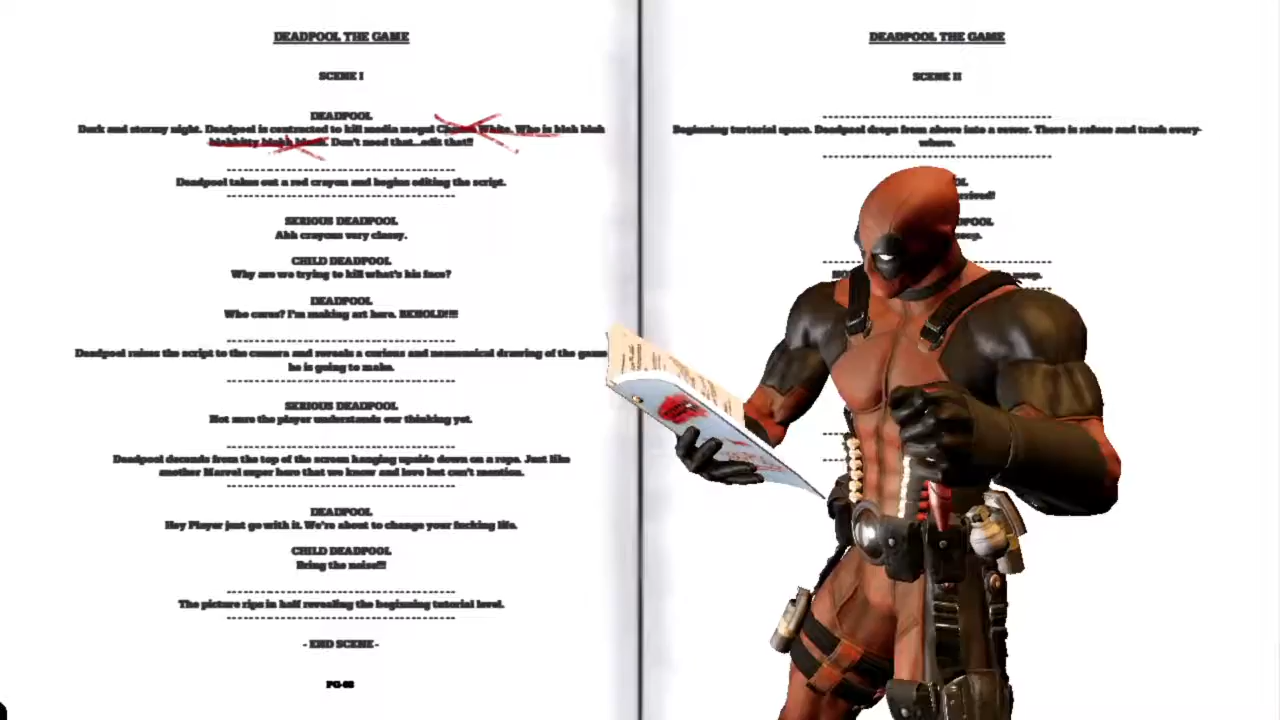 DEADPOOL THE GAME
SCENE I
DEADPOOL
Dark and stormy night. Deadpool is contracted to kill media mogul White. Who is blah blah
blabbity blah blah. Don't need that...edit that!!
Deadpool takes out a red crayon and begins editing the script.
SERIOUS DEADPOOL
Ahh crayons very classy.
CHILD DEADPOOL
Why are we trying to kill what's his face?
DEADPOOL
Who cares? I'm making art here. BEHOLD!!!!
Deadpool raises the script to the camera and reveals a curious and nonsensical drawing of the game
he is going to make.
SERIOUS DEADPOOL
Not sure the player understands our thinking yet.
Deadpool decends from the top of the screen hanging upside down on a rope. Just like
another Marvel super hero that we know and love but can't mention.
DEADPOOL
Hey Player just go with it. We're about to change your fucking life.
CHILD DEADPOOL
Bring the noise!!!
The picture rips in half revealing the beginning tutorial level.
- END SCENE -
DEADPOOL THE GAME
SCENE II
Beginning turtorial space. Deadpool drops from above into a sewer. There is refuse and trash every-
where.